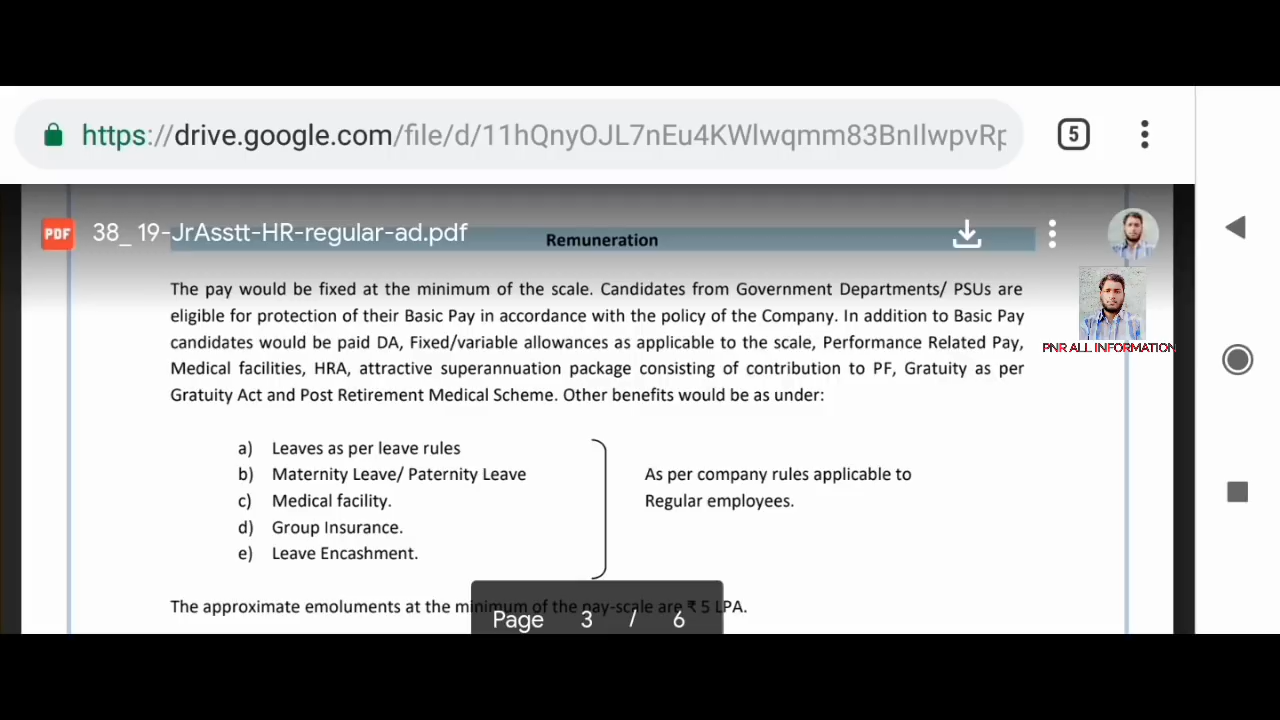 https://drive.google.com/file/d/11hQnyOJL7nEu4KWlwqmm83BnIlwpvRp
5
PDF 38_ 19-JrAsstt-HR-regular-ad.pdf
Remuneration
The pay would be fixed at the minimum of the scale. Candidates from Government Departments/ PSUs are
eligible for protection of their Basic Pay in accordance with the policy of the Company. In addition to Basic Pay
candidates would be paid DA, Fixed/variable allowances as applicable to the scale, Performance Related Pay,
Medical facilities, HRA, attractive superannuation package consisting of contribution to PF, Gratuity as per
Gratuity Act and Post Retirement Medical Scheme. Other benefits would be as under:
PNR ALL INFORMATION
a) Leaves as per leave rules
b) Maternity Leave/ Paternity Leave
c) Medical facility.
d) Group Insurance.
e) Leave Encashment.
As per company rules applicable to
Regular employees.
The approximate emoluments at the minimum of the pay-scale are ₹ 5 LPA.
Page 3 / 6